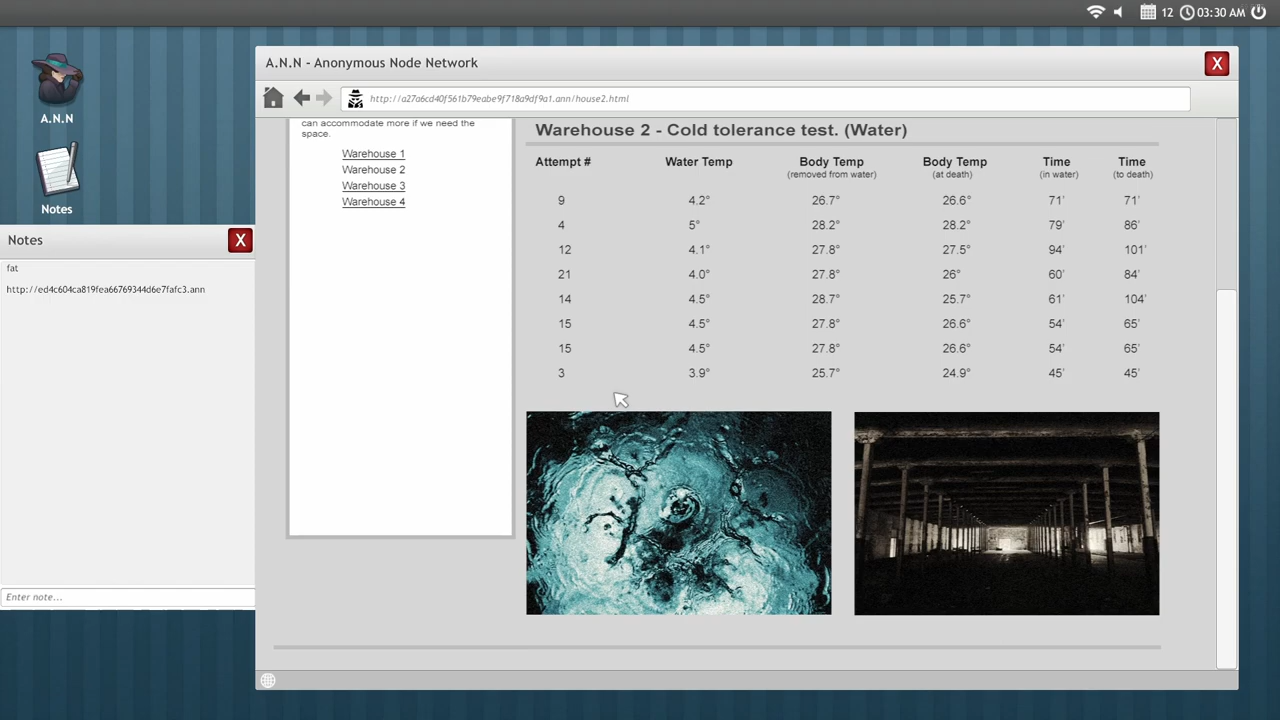 12 03:30 AM
A.N.N
Notes
Notes
fat
http://ed4c604ca819fea66769344d6e7fafc3.ann
Enter note...
A.N.N - Anonymous Node Network
http://a27a6cd40f561b79eabe9f718a9df9a1.ann/house2.html
can accommodate more if we need the
space.
Warehouse 1
Warehouse 2
Warehouse 3
Warehouse 4
Warehouse 2 - Cold tolerance test. (Water)
Attempt # Water Temp Body Temp Body Temp Time Time
(removed from water) (at death) (in water) (to death)
9 4.2° 26.7° 26.6° 71' 71'
4 5° 28.2° 28.2° 79' 86'
12 4.1° 27.8° 27.5° 94' 101'
21 4.0° 27.8° 26° 60' 84'
14 4.5° 28.7° 25.7° 61' 104'
15 4.5° 27.8° 26.6° 54' 65'
15 4.5° 27.8° 26.6° 54' 65'
3 3.9° 25.7° 24.9° 45' 45'